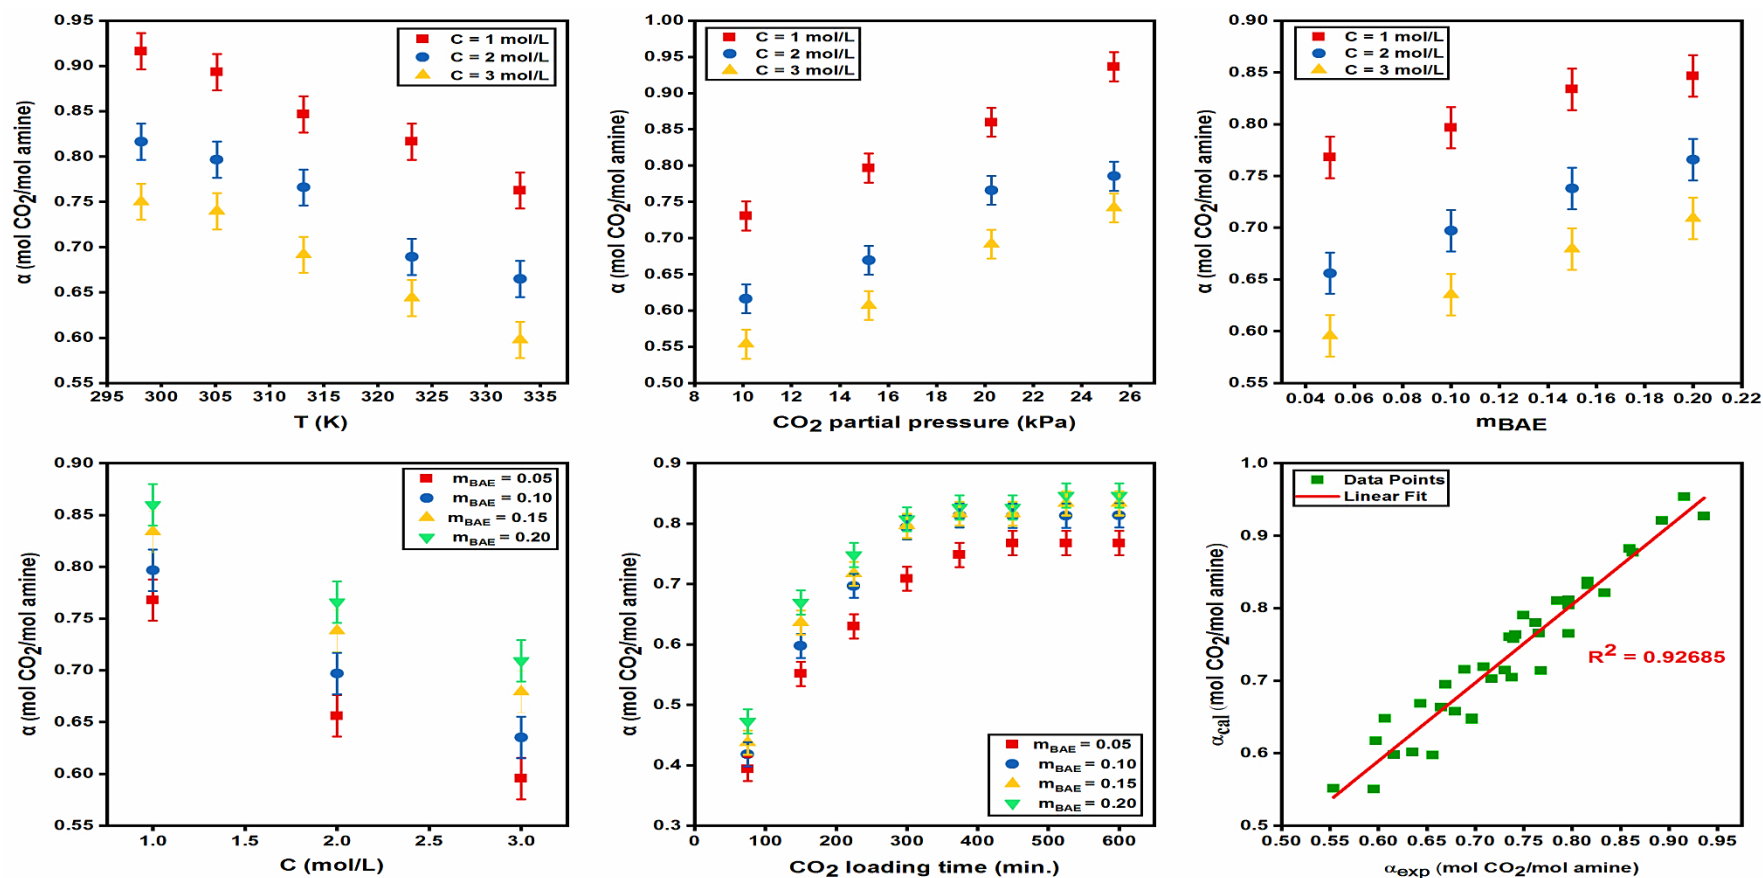 0.95
0.90
0.85
0.80
0.75
0.70
0.65
0.60
0.55
α (mol CO2/mol amine)
C = 1 mol/L
C = 2 mol/L
C = 3 mol/L
295 300 305 310 315 320 325 330 335
T (K)
1.00
0.95
0.90
0.85
0.80
0.75
0.70
0.65
0.60
0.55
0.50
α (mol CO2/mol amine)
C = 1 mol/L
C = 2 mol/L
C = 3 mol/L
8 10 12 14 16 18 20 22 24 26
CO2 partial pressure (kPa)
0.90
0.85
0.80
0.75
0.70
0.65
0.60
0.55
α (mol CO2/mol amine)
C = 1 mol/L
C = 2 mol/L
C = 3 mol/L
0.04 0.06 0.08 0.10 0.12 0.14 0.16 0.18 0.20 0.22
mBAE
0.90
0.85
0.80
0.75
0.70
0.65
0.60
0.55
α (mol CO2/mol amine)
mBAE = 0.05
mBAE = 0.10
mBAE = 0.15
mBAE = 0.20
1.0 1.5 2.0 2.5 3.0
C (mol/L)
0.9
0.8
0.7
0.6
0.5
0.4
0.3
α (mol CO2/mol amine)
mBAE = 0.05
mBAE = 0.10
mBAE = 0.15
mBAE = 0.20
0 100 200 300 400 500 600
CO2 loading time (min.)
1.0
0.9
0.8
0.7
0.6
0.5
αcal (mol CO2/mol amine)
Data Points
Linear Fit
R2 = 0.92685
0.50 0.55 0.60 0.65 0.70 0.75 0.80 0.85 0.90 0.95
αexp (mol CO2/mol amine)